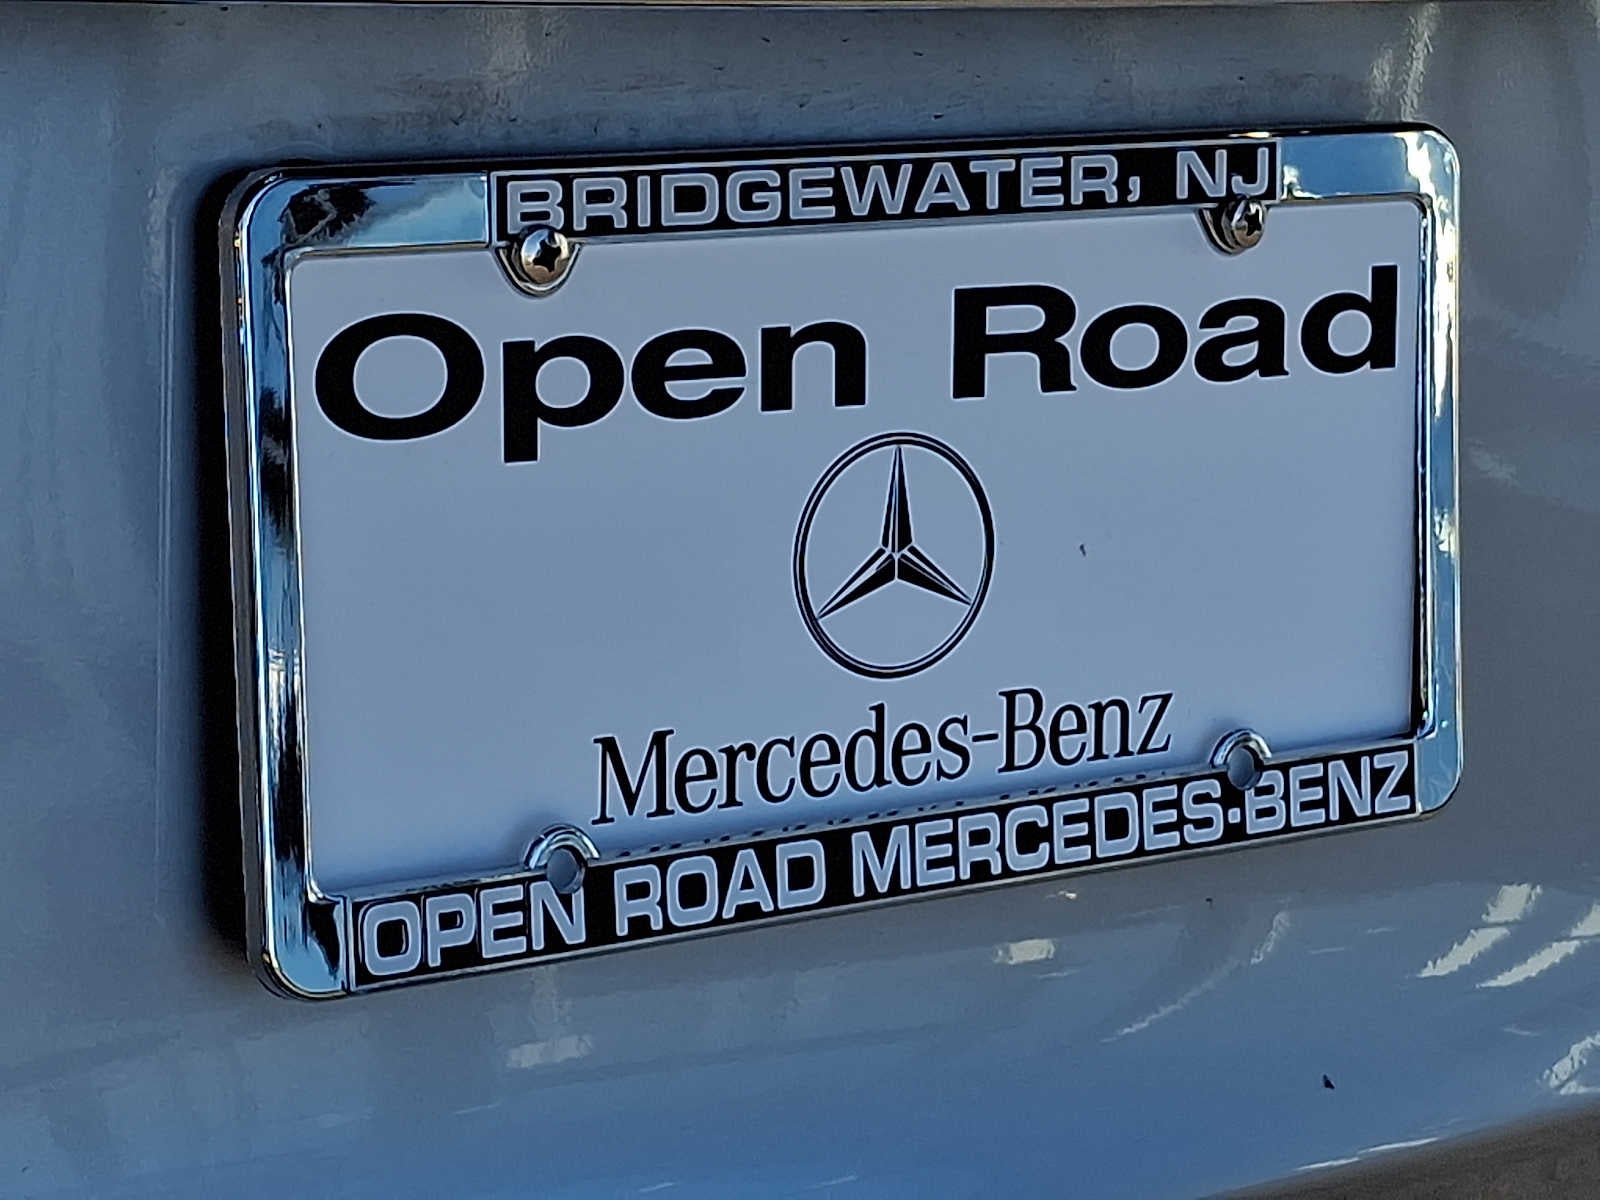 BRIDGEWATER, NJ
Open Road
Mercedes-Benz
OPEN ROAD MERCEDES-BENZ